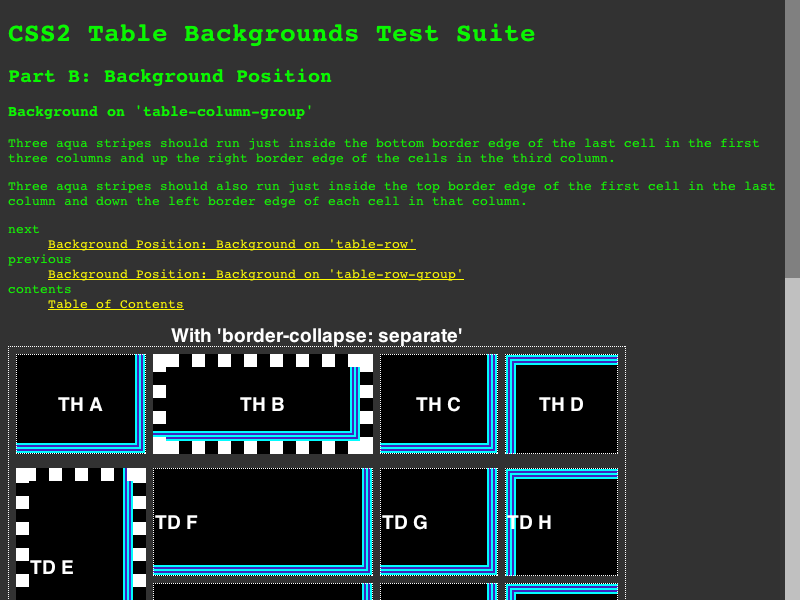 CSS2 Table Backgrounds Test Suite
Part B: Background Position
Background on 'table-column-group'
Three aqua stripes should run just inside the bottom border edge of the last cell in the first
three columns and up the right border edge of the cells in the third column.
Three aqua stripes should also run just inside the top border edge of the first cell in the last
column and down the left border edge of each cell in that column.
next
Background Position: Background on 'table-row'
previous
Background Position: Background on 'table-row-group'
contents
Table of Contents
With 'border-collapse: separate'
TH A TH B TH C TH D
TD F TD G TD H
TD E